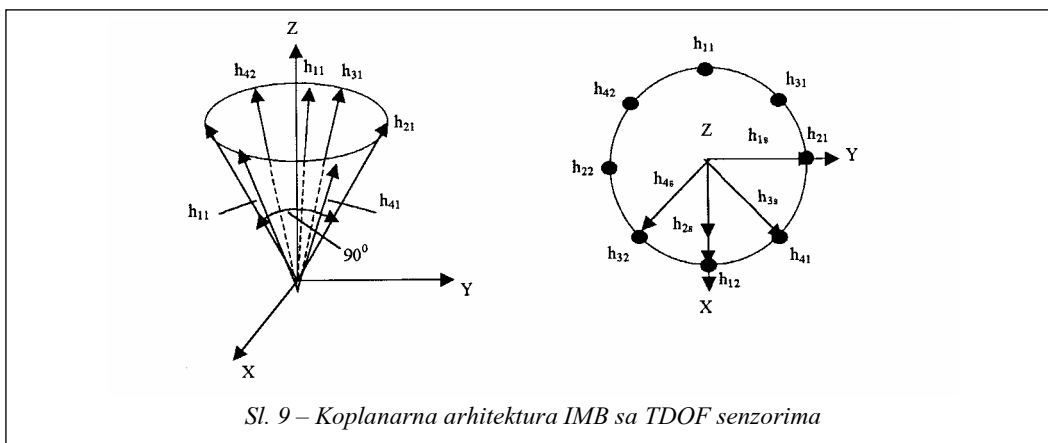 Z
h42
h11
h31
h21
h11
h41
90⁰
Y
X
h11
h42
h31
Z
h1s
h21
Y
h22
h4s
h3s
h2s
h32
h41
h12
X
Sl. 9 – Koplanarna arhitektura IMB sa TDOF senzorima